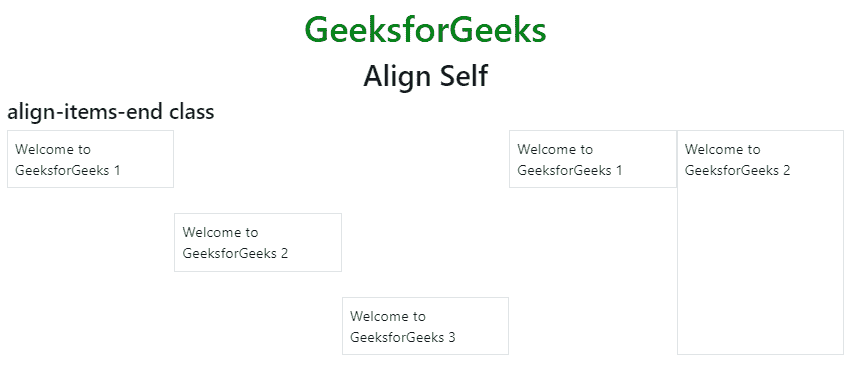 GeeksforGeeks
Align Self
align-items-end class
Welcome to
GeeksforGeeks 1
Welcome to
GeeksforGeeks 2
Welcome to
GeeksforGeeks 3
Welcome to
GeeksforGeeks 1
Welcome to
GeeksforGeeks 2